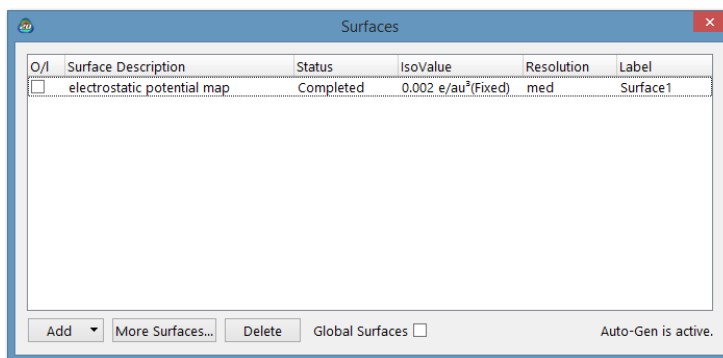 20 Surfaces
O/I Surface Description Status IsoValue Resolution Label
electrostatic potential map Completed 0.002 e/au³(Fixed) med Surface1
Add More Surfaces... Delete Global Surfaces Auto-Gen is active.